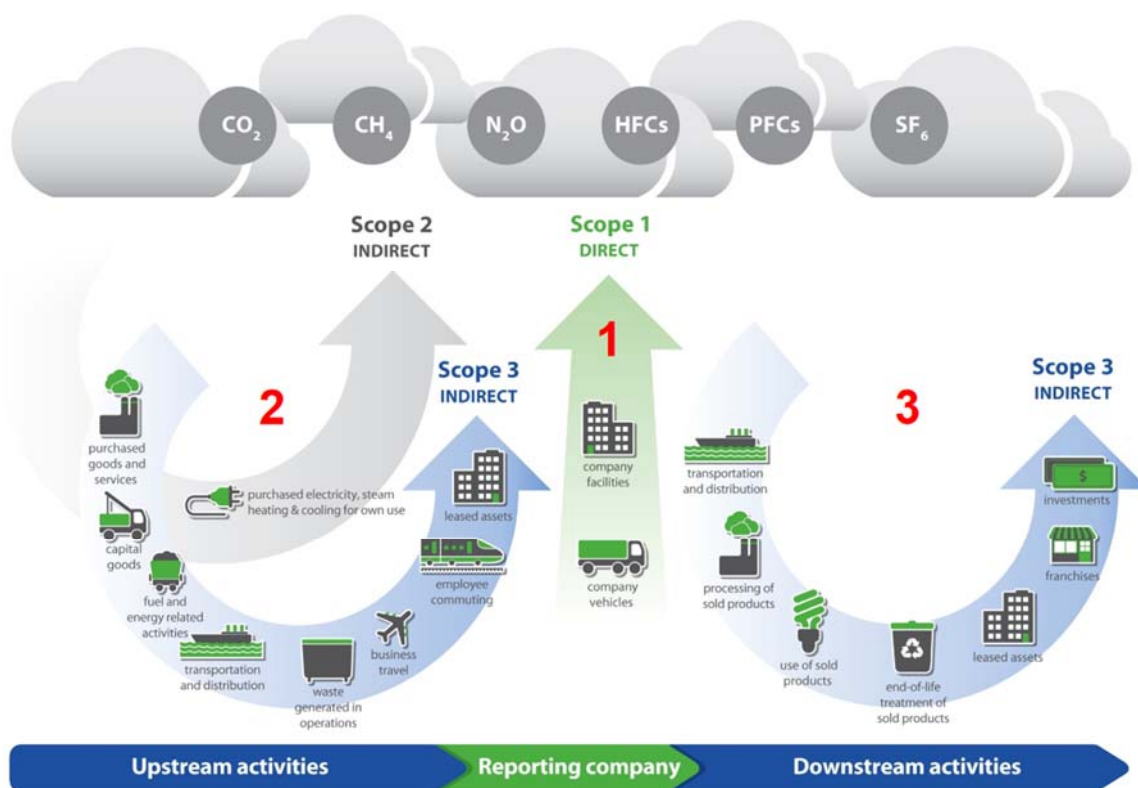 CO₂
CH₄
N₂O
HFCs
PFCs
SF₆
Scope 2
INDIRECT
Scope 1
DIRECT
2
purchased
goods and
services
capital
goods
fuel and
energy related
activities
purchased electricity, steam
heating & cooling for own use
transportation
and distribution
waste
generated in
operations
business
travel
employee
commuting
leased assets
Scope 3
INDIRECT
1
company
facilities
company
vehicles
3
Scope 3
INDIRECT
transportation
and distribution
processing of
sold products
use of sold
products
end-of-life
treatment of
sold products
leased assets
franchises
$
investments
Upstream activities
Reporting company
Downstream activities